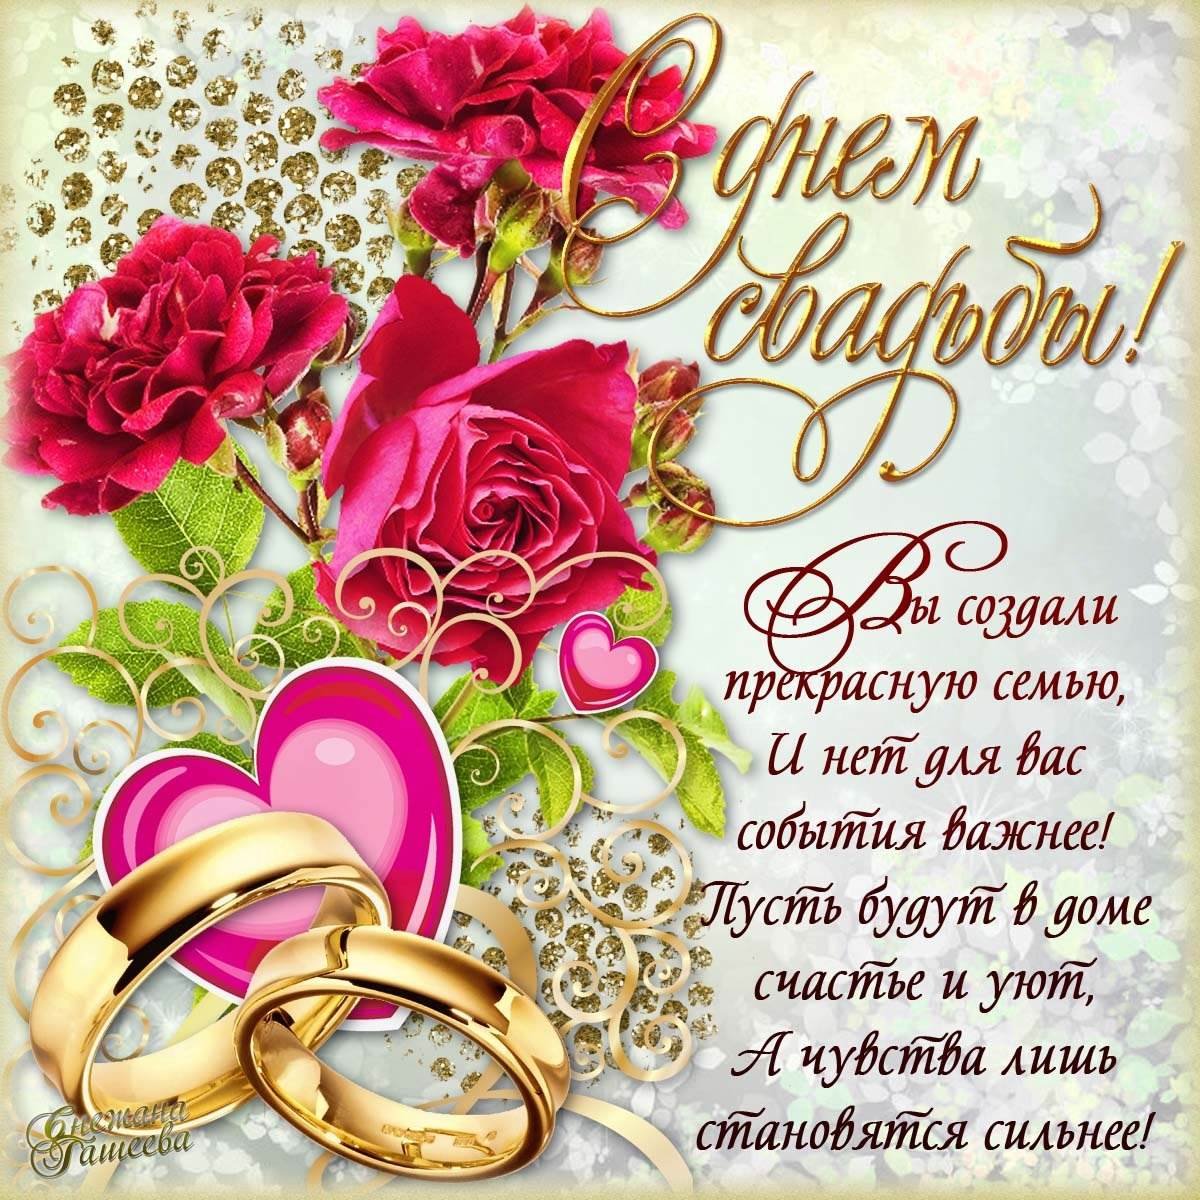 С днем
свадьбы!
Вы создали
прекрасную семью,
И нет для вас
события важнее!
Пусть будут в доме
счастье и уют,
А чувства лишь
становятся сильнее!
Снежана
Гашеева